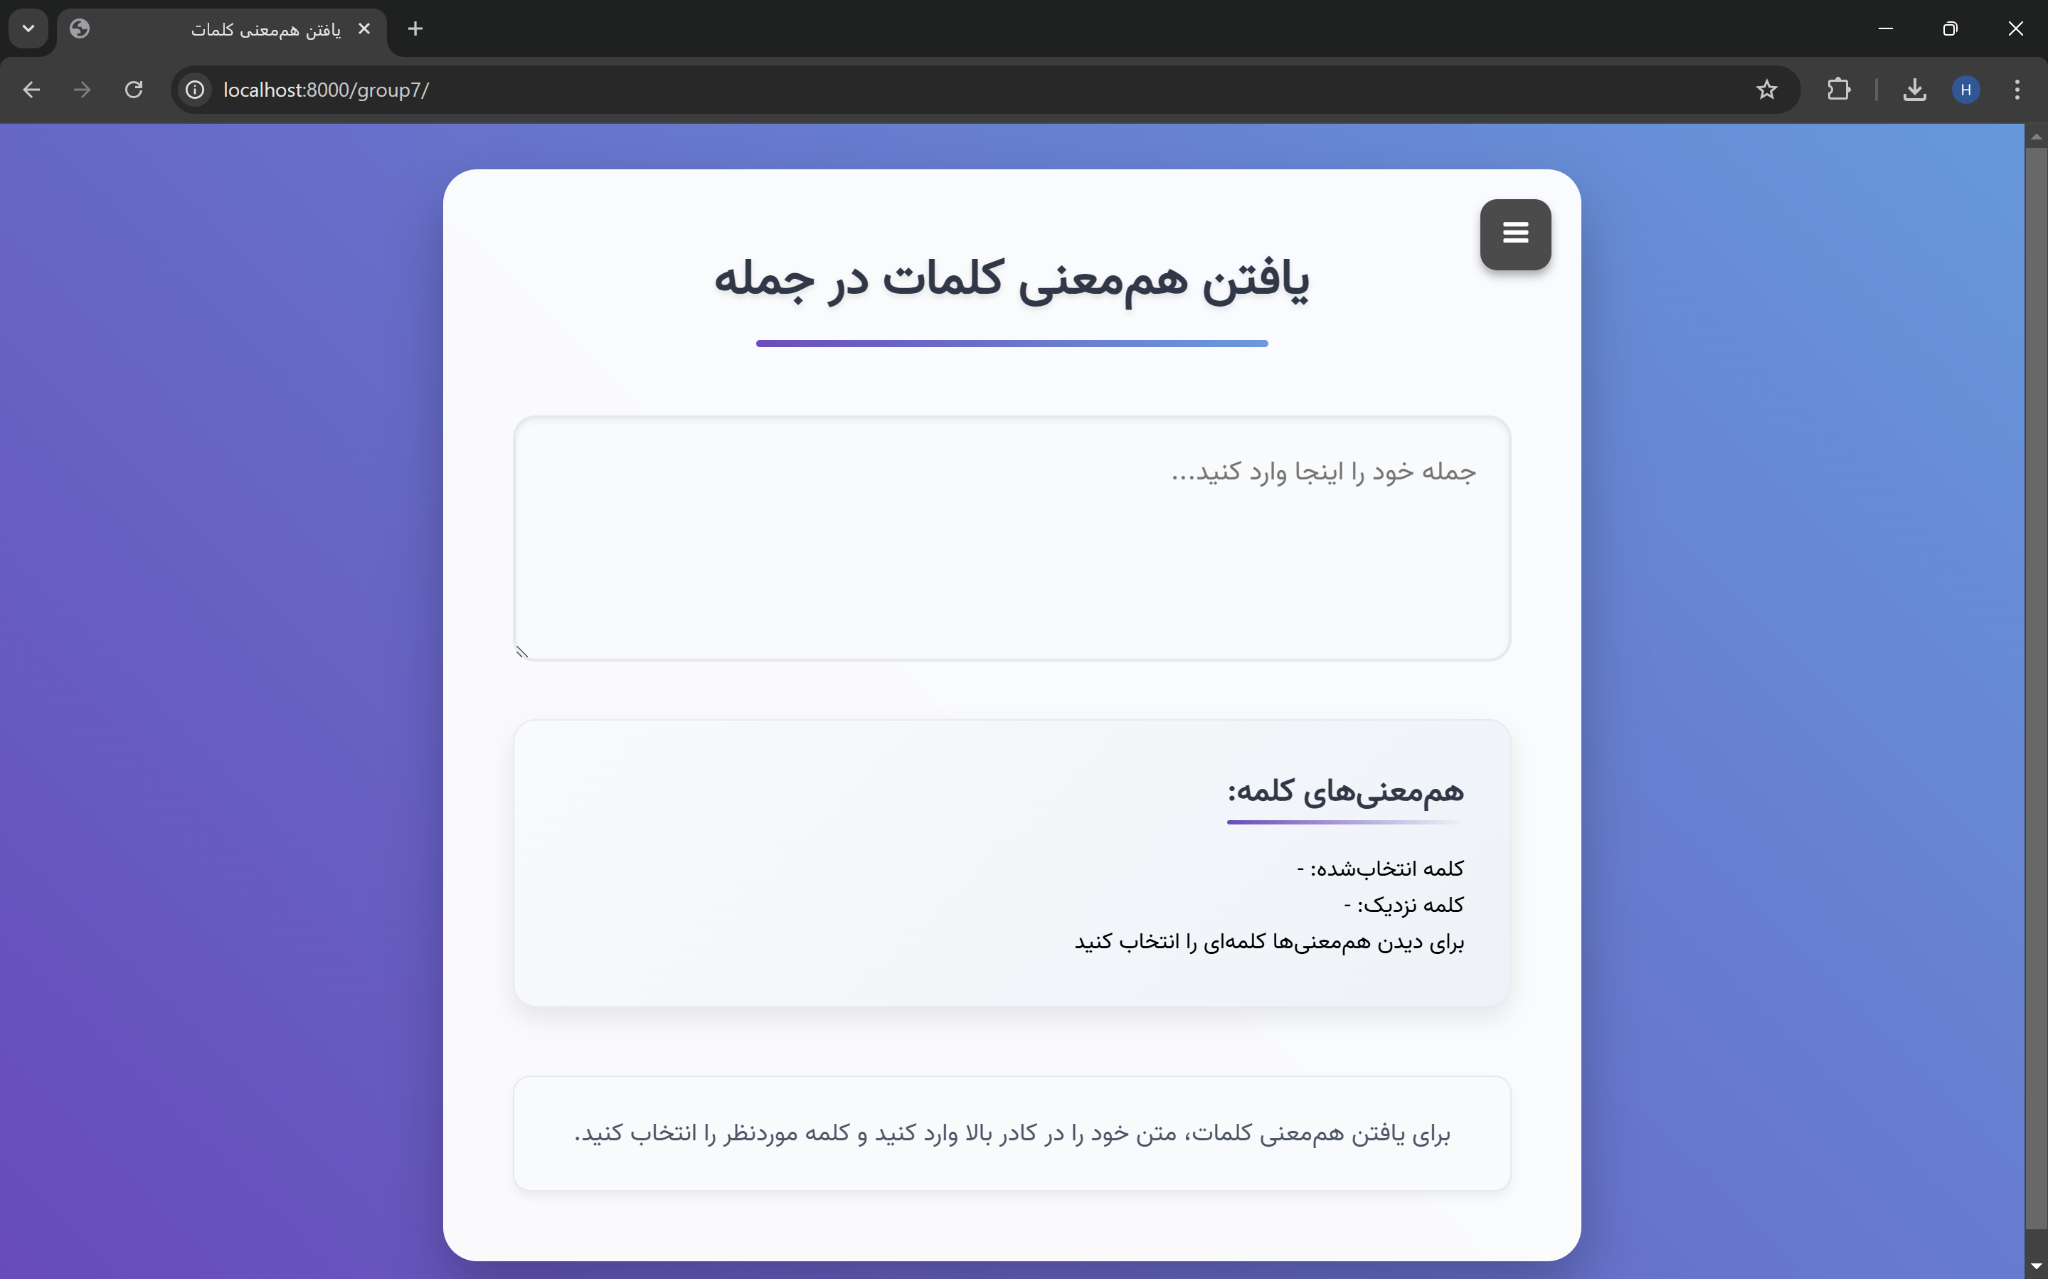 یافتن هم‌معنی کلمات
localhost:8000/group7/
H
یافتن هم‌معنی کلمات در جمله
جمله خود را اینجا وارد کنید...
هم‌معنی‌های کلمه:
کلمه انتخاب‌شده: -
کلمه نزدیک: -
برای دیدن هم‌معنی‌ها کلمه‌ای را انتخاب کنید
برای یافتن هم‌معنی کلمات، متن خود را در کادر بالا وارد کنید و کلمه موردنظر را انتخاب کنید.